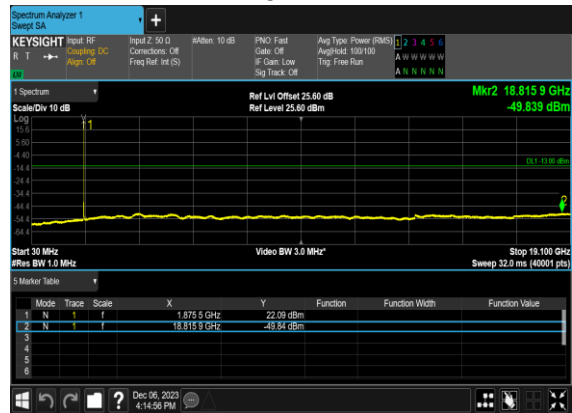 Spectrum Analyzer 1
Swept SA
KEYSIGHT Input: RF Input Z: 50 Ω #Atten: 10 dB PNO: Fast Avg Type: Power (RMS) 1 2 3 4 5 6
R T Coupling: DC Corrections: Off Gate: Off Avg|Hold: 100/100 A W W W W W
Align: Off Freq Ref: Int (S) IF Gain: Low Trig: Free Run
LW Sig Track: Off A N N N N N
1 Spectrum Ref Lvl Offset 25.60 dB Mkr2 18.815 9 GHz
Scale/Div 10 dB Ref Level 25.60 dBm -49.839 dBm
Log
1
15.6
5.60
-4.40
DL1 -13.00 dBm
-14.4
-24.4
-34.4
2
-44.4
-54.4
-64.4
Start 30 MHz Video BW 3.0 MHz* Stop 19.100 GHz
#Res BW 1.0 MHz Sweep 32.0 ms (40001 pts)
5 Marker Table
Mode Trace Scale X Y Function Function Width Function Value
1 N 1 f 1.875 5 GHz 22.09 dBm
2 N 1 f 18.815 9 GHz -49.84 dBm
3
4
5
6
? Dec 06, 2023
4:14:56 PM